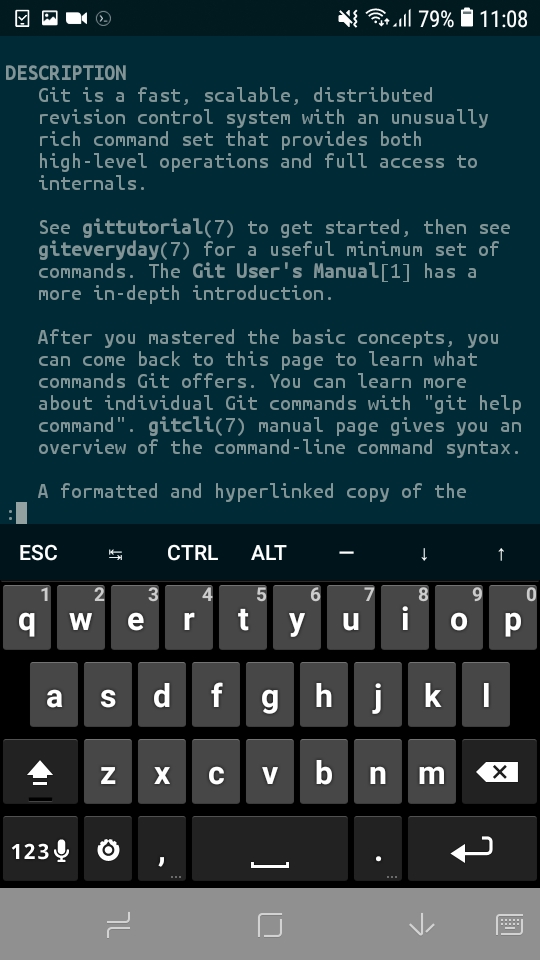 79% 11:08
DESCRIPTION
Git is a fast, scalable, distributed
revision control system with an unusually
rich command set that provides both
high-level operations and full access to
internals.
See gittutorial(7) to get started, then see
giteveryday(7) for a useful minimum set of
commands. The Git User's Manual[1] has a
more in-depth introduction.
After you mastered the basic concepts, you
can come back to this page to learn what
commands Git offers. You can learn more
about individual Git commands with "git help
command". gitcli(7) manual page gives you an
overview of the command-line command syntax.
A formatted and hyperlinked copy of the
:
ESC ↹ CTRL ALT — ↓ ↑
1 2 3 4 5 6 7 8 9 0
q w e r t y u i o p
a s d f g h j k l
z x c v b n m
123 , .